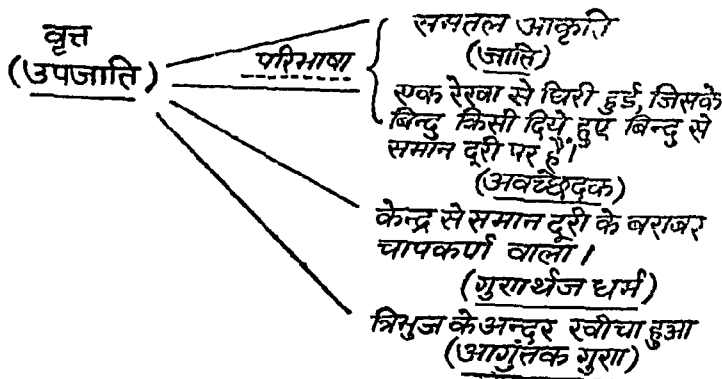 वृत्त
(उपजाति)
परिभाषा
समतल आकृति
(जाति)
एक रेखा से घिरी हुई, जिसके
बिन्दु किसी दिये हुए बिन्दु से
समान दूरी पर हैं।
(अवच्छेदक)
केन्द्र से समान दूरी के बराबर
चापकर्ण वाला।
(गुणार्थज धर्म)
त्रिभुज के अन्दर खींचा हुआ
(आगुंतक गुण)